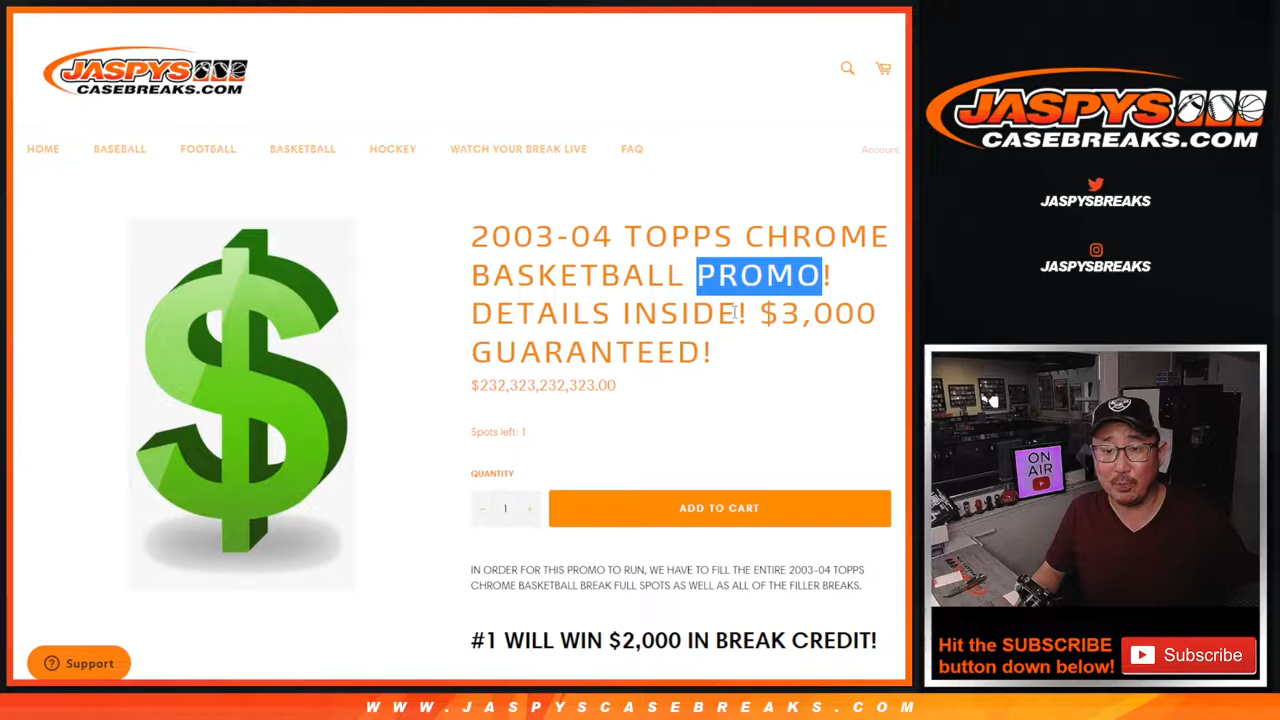 JASPYS
CASEBREAKS.COM
HOME BASEBALL FOOTBALL BASKETBALL HOCKEY WATCH YOUR BREAK LIVE FAQ Account
2003-04 TOPPS CHROME
BASKETBALL PROMO!
DETAILS INSIDE! $3,000
GUARANTEED!
$232,323,232,323.00
Spots left: 1
QUANTITY
− 1 +
ADD TO CART
IN ORDER FOR THIS PROMO TO RUN, WE HAVE TO FILL THE ENTIRE 2003-04 TOPPS
CHROME BASKETBALL BREAK FULL SPOTS AS WELL AS ALL OF THE FILLER BREAKS.
#1 WILL WIN $2,000 IN BREAK CREDIT!
? Support
JASPYS
CASEBREAKS.COM
JASPYSBREAKS
JASPYSBREAKS
ON
AIR
Hit the SUBSCRIBE
button down below!
Subscribe
WWW.JASPYSCASEBREAKS.COM